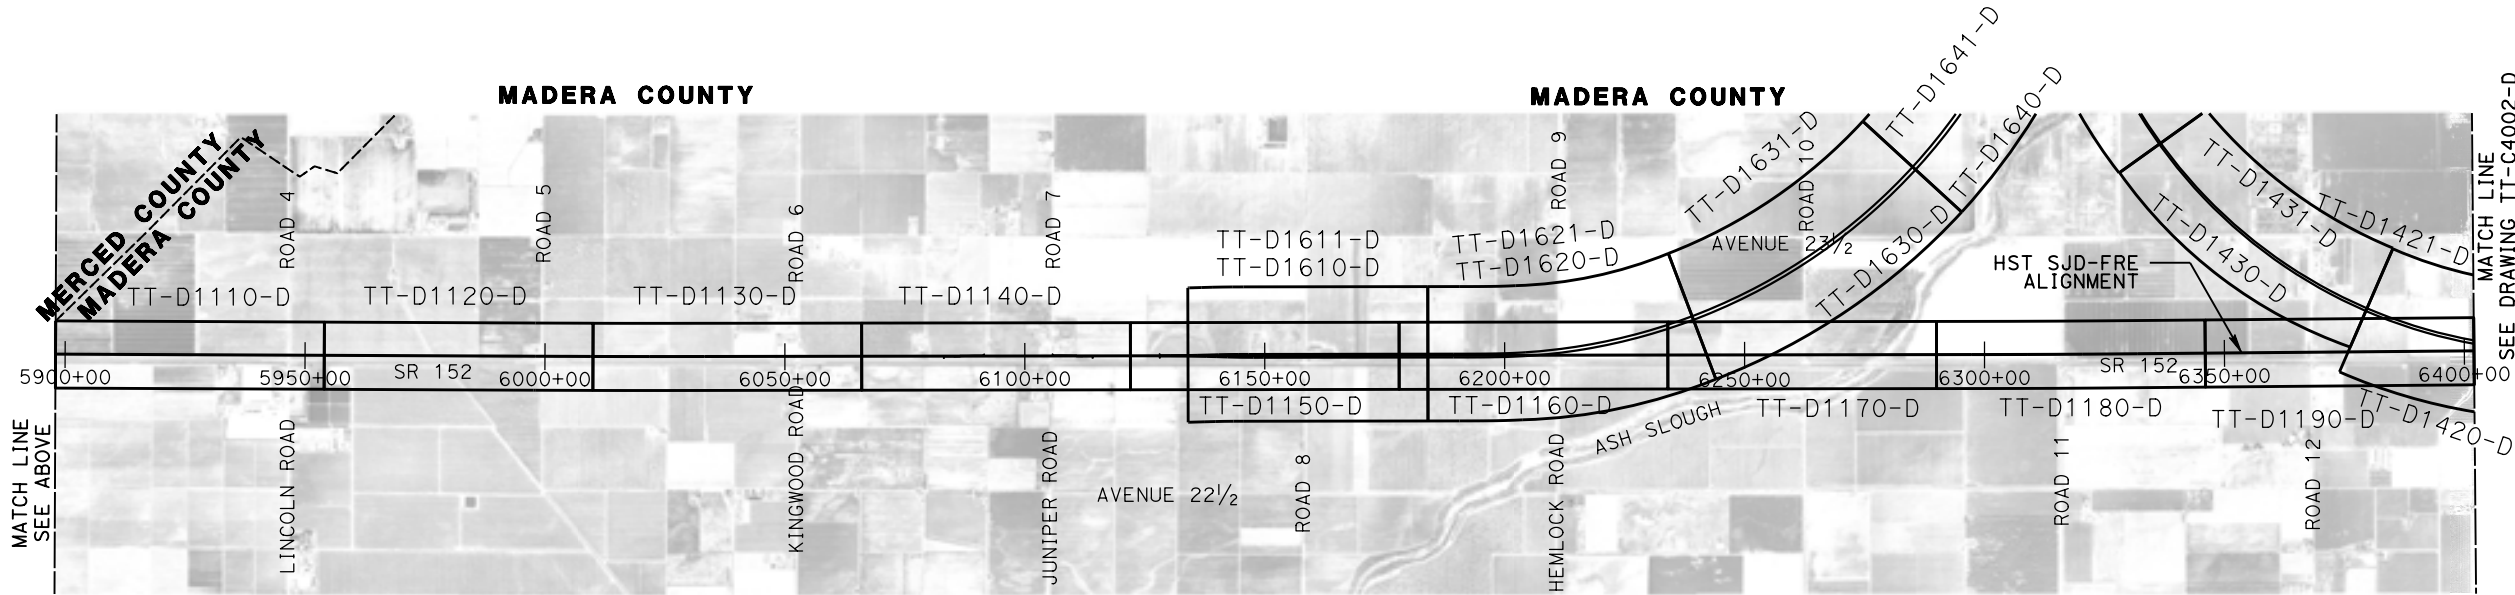 MADERA COUNTY
MADERA COUNTY
MERCED COUNTY
MADERA COUNTY
ROAD 4
ROAD 5
ROAD 6
ROAD 7
ROAD 9
ROAD 10
TT-D1631-D
TT-D1641-D
TT-D1640-D
TT-D1630-D
AVENUE 23½
TT-D1431-D
TT-D1421-D
TT-D1430-D
HST SJD-FRE
ALIGNMENT
MATCH LINE
SEE DRAWING TT-C4002-D
TT-D1611-D
TT-D1610-D
TT-D1621-D
TT-D1620-D
TT-D1110-D
TT-D1120-D
TT-D1130-D
TT-D1140-D
5900+00
5950+00
SR 152
6000+00
6050+00
6100+00
6150+00
6200+00
6250+00
6300+00
SR 152
6350+00
6400+00
TT-D1150-D
TT-D1160-D
TT-D1170-D
TT-D1180-D
TT-D1190-D
TT-D1420-D
MATCH LINE
SEE ABOVE
LINCOLN ROAD
KINGWOOD ROAD
JUNIPER ROAD
AVENUE 22½
ROAD 8
HEMLOCK ROAD
ASH SLOUGH
ROAD 11
ROAD 12